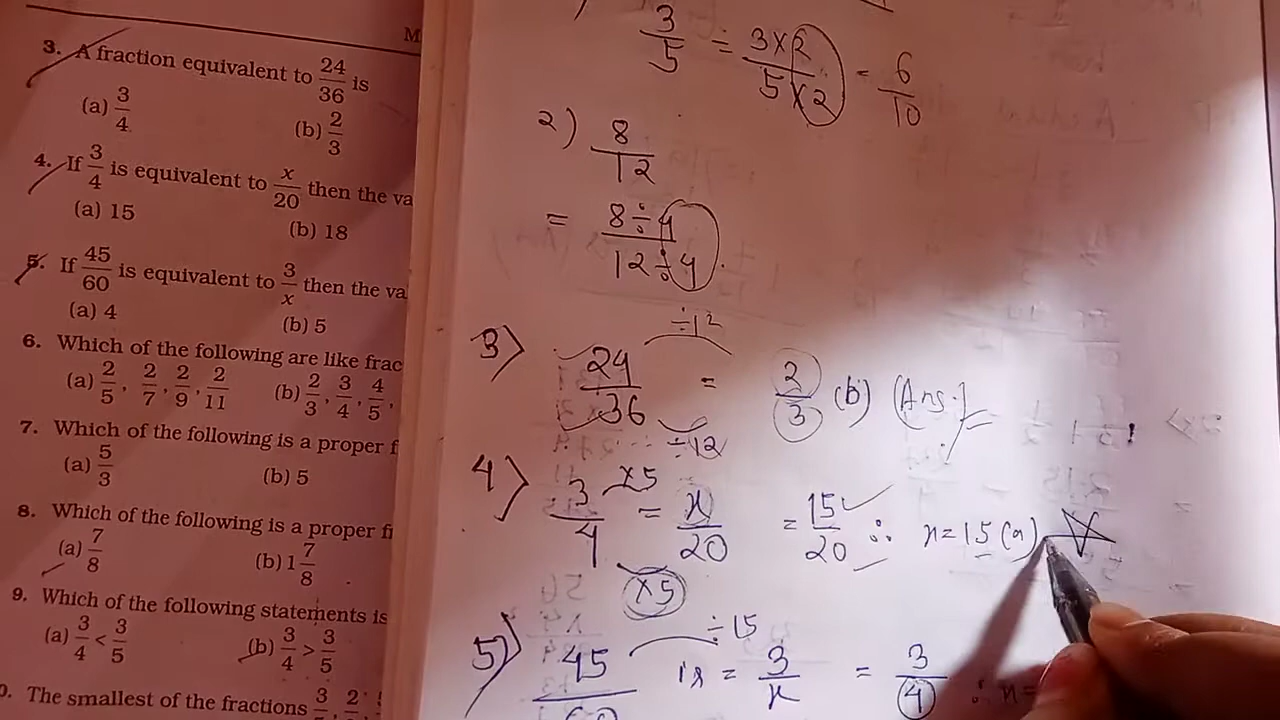 M
3. A fraction equivalent to 24/36 is
(a) 3/4 (b) 2/3
4. If 3/4 is equivalent to x/20 then the va
(a) 15 (b) 18
5. If 45/60 is equivalent to 3/x then the va
(a) 4 (b) 5
6. Which of the following are like frac
(a) 2/5, 2/7, 2/9, 2/11 (b) 2/3, 3/4, 4/5,
7. Which of the following is a proper f
(a) 5/3 (b) 5
8. Which of the following is a proper fi
(a) 7/8 (b) 1 7/8
9. Which of the following statements is
(a) 3/4 < 3/5 (b) 3/4 > 3/5
0. The smallest of the fractions 3/ 2
3/5 = 3×2/5×2 = 6/10
2) 8/12
= 8÷4/12÷4
÷12
3) 24/36 = 2/3 (b) (Ans.)
÷12
×5
4) 3/4 = x/20 = 15/20 ∴ x=15 (a)
×5
÷15
5) 45/60 is = 3/x = 3/4 ∴ x=